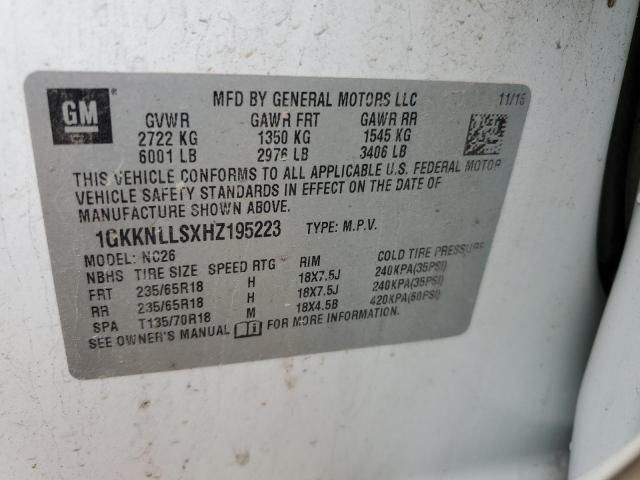 GM
MFD BY GENERAL MOTORS LLC 11/16
GVWR GAWR FRT GAWR RR
2722 KG 1350 KG 1545 KG
6001 LB 2976 LB 3406 LB
THIS VEHICLE CONFORMS TO ALL APPLICABLE U.S. FEDERAL MOTOR
VEHICLE SAFETY STANDARDS IN EFFECT ON THE DATE OF
MANUFACTURE SHOWN ABOVE.
1GKKNLLSXHZ195223 TYPE: M.P.V.
MODEL: NC26
NBHS TIRE SIZE SPEED RTG RIM COLD TIRE PRESSURE
FRT 235/65R18 H 18X7.5J 240KPA(35PSI)
RR 235/65R18 H 18X7.5J 240KPA(35PSI)
SPA T135/70R18 M 18X4.5B 420KPA(60PSI)
SEE OWNER'S MANUAL FOR MORE INFORMATION.